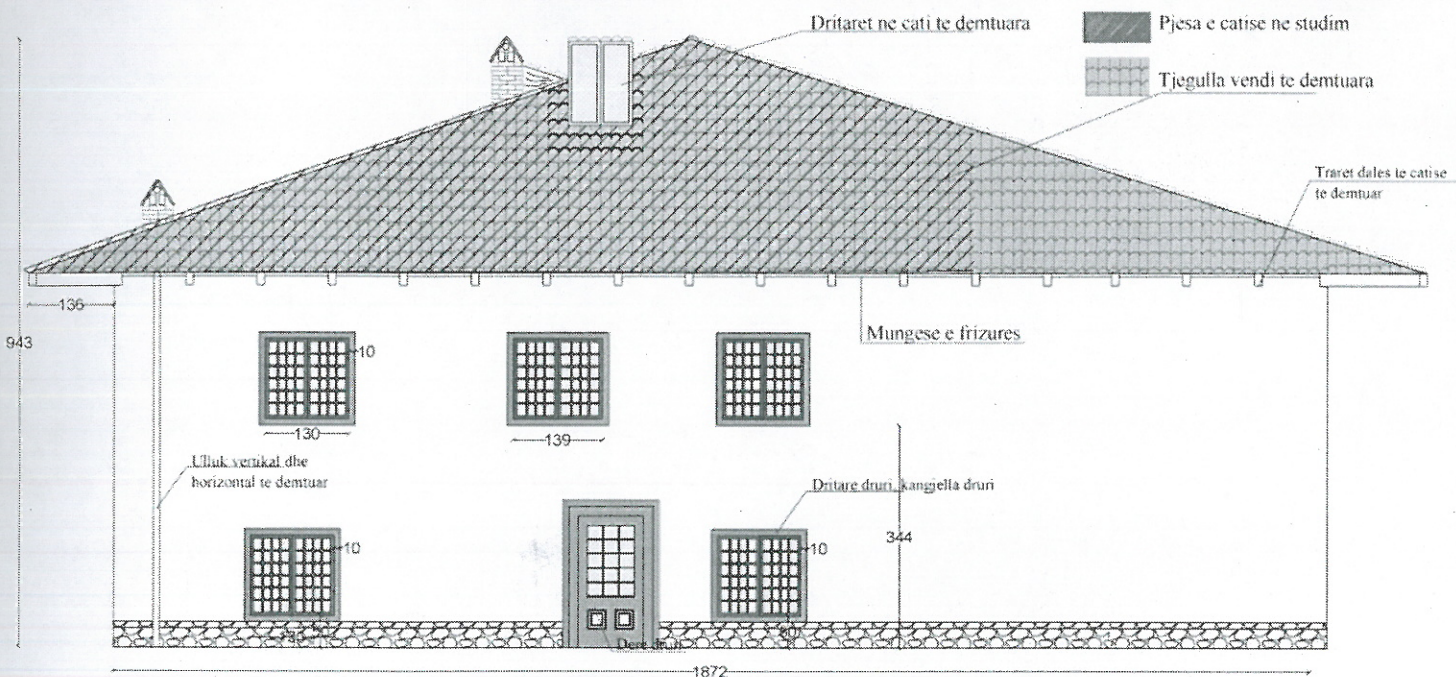 Dritaret ne cati te demtuara
Pjesa e catise ne studim
Tjegulla vendi te demtuara
Traret dales te catise
te demtuar
136
943
Mungese e frizures
10
130
139
Ulluk vertikal dhe
horizontal te demtuar
Dritare druri, kangjella druri
10
10
344
Dere druri
1872